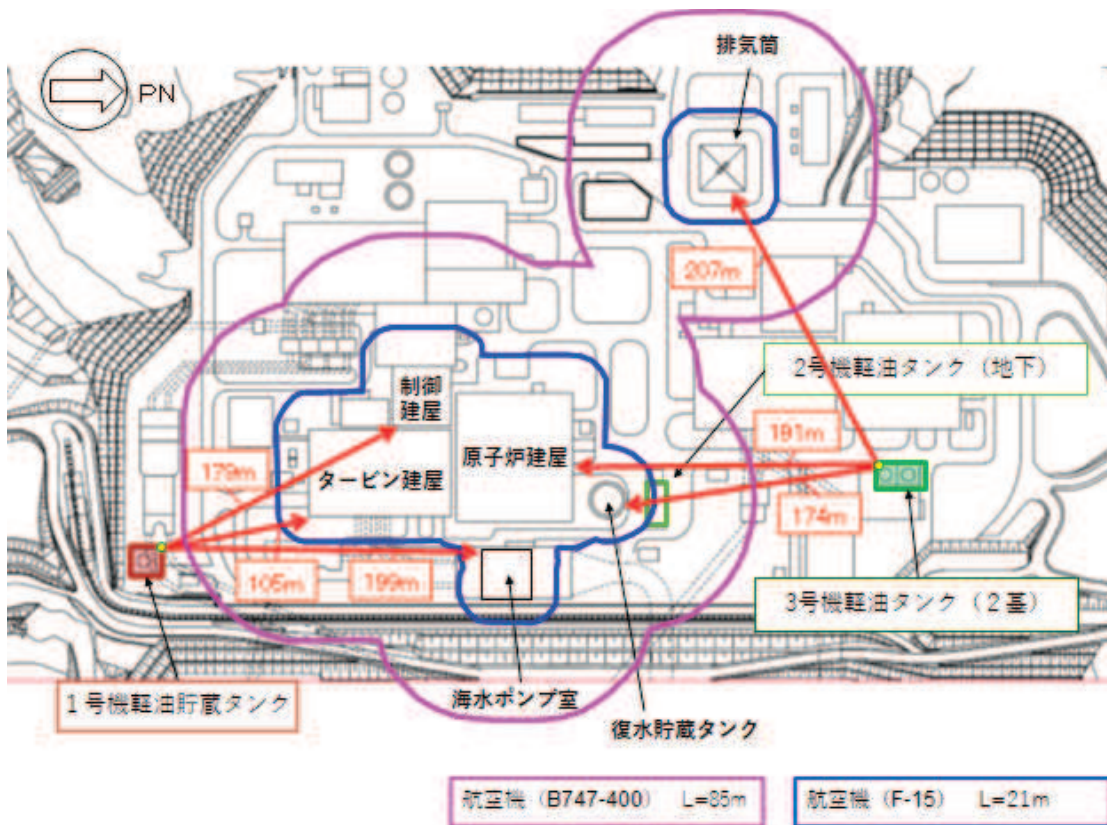 排気筒
PN
207m
2号機軽油タンク（地下）
制御
建屋
原子炉建屋
191m
179m
タービン建屋
174m
105m
199m
3号機軽油タンク（２基）
1号機軽油貯蔵タンク
海水ポンプ室
復水貯蔵タンク
航空機（B747-400） L=85m
航空機（F-15） L=21m